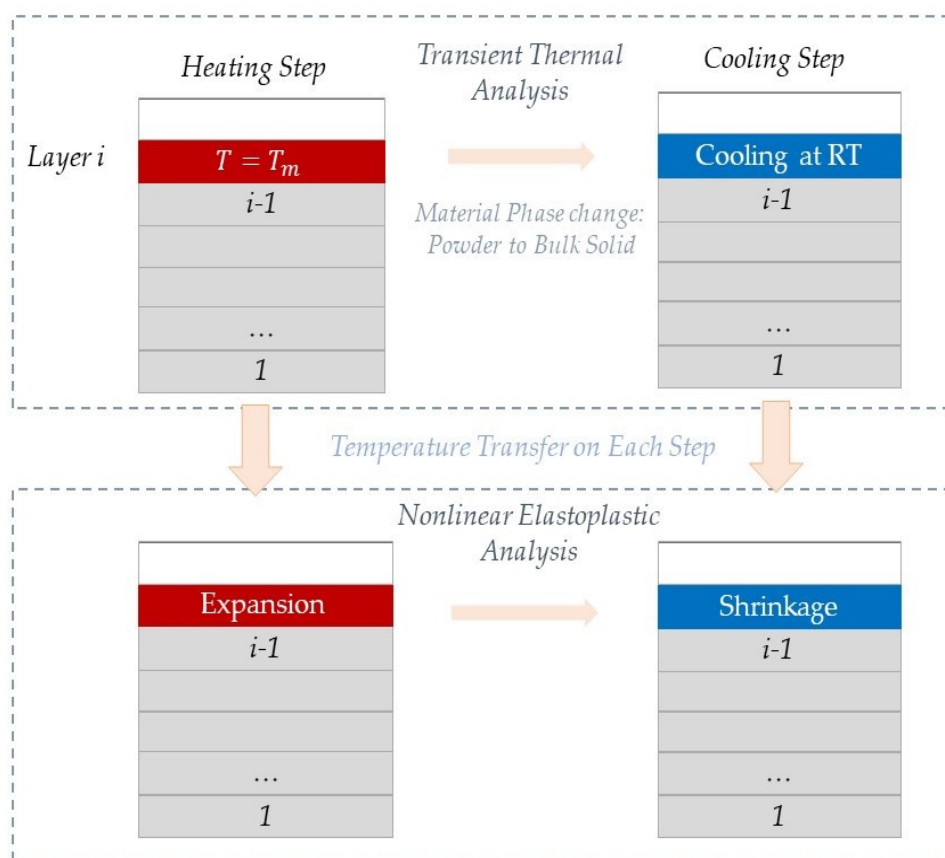 Heating Step
Transient Thermal
Analysis
Cooling Step
Layer i
T = Tₘ
Cooling at RT
i-1
i-1
Material Phase change:
Powder to Bulk Solid
...
...
1
1
Temperature Transfer on Each Step
Nonlinear Elastoplastic
Analysis
Expansion
Shrinkage
i-1
i-1
...
...
1
1